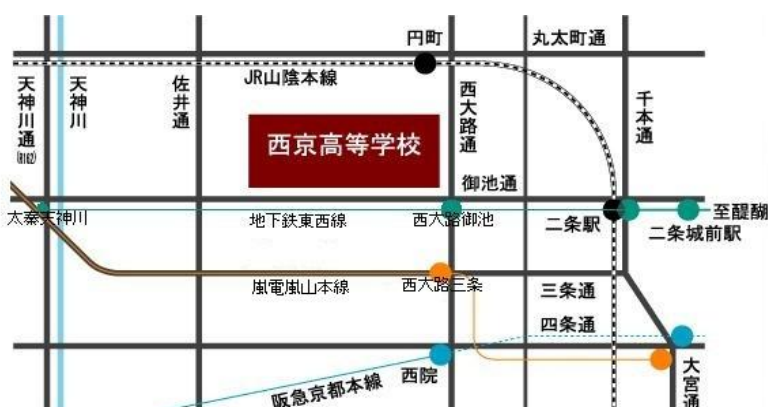 円町
丸太町通
JR山陰本線
天神川通
(R162)
天神川
佐井通
西大路通
千本通
西京高等学校
御池通
太秦天神川
地下鉄東西線
西大路御池
二条駅
至醍醐
二条城前駅
嵐電嵐山本線
西大路三条
三条通
四条通
阪急京都本線
西院
大宮通